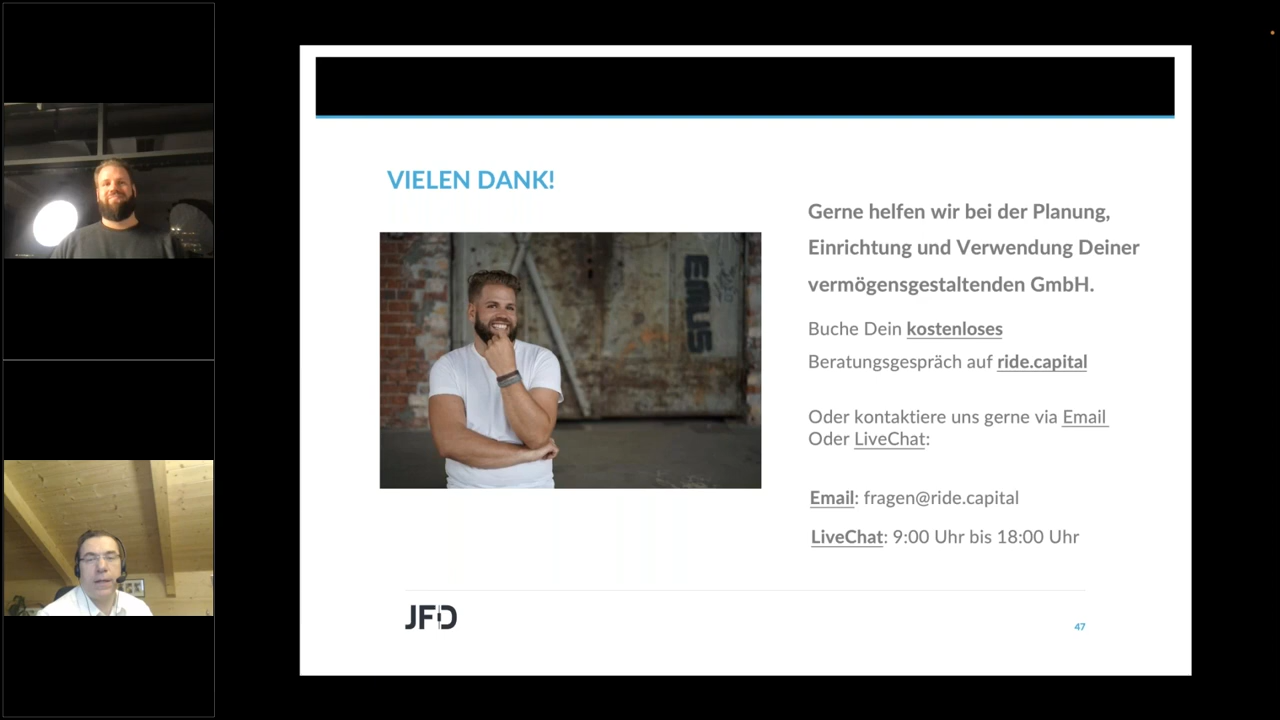 VIELEN DANK!
EMUS
Gerne helfen wir bei der Planung,
Einrichtung und Verwendung Deiner
vermögensgestaltenden GmbH.
Buche Dein kostenloses
Beratungsgespräch auf ride.capital
Oder kontaktiere uns gerne via Email
Oder LiveChat:
Email: fragen@ride.capital
LiveChat: 9:00 Uhr bis 18:00 Uhr
JFD
47